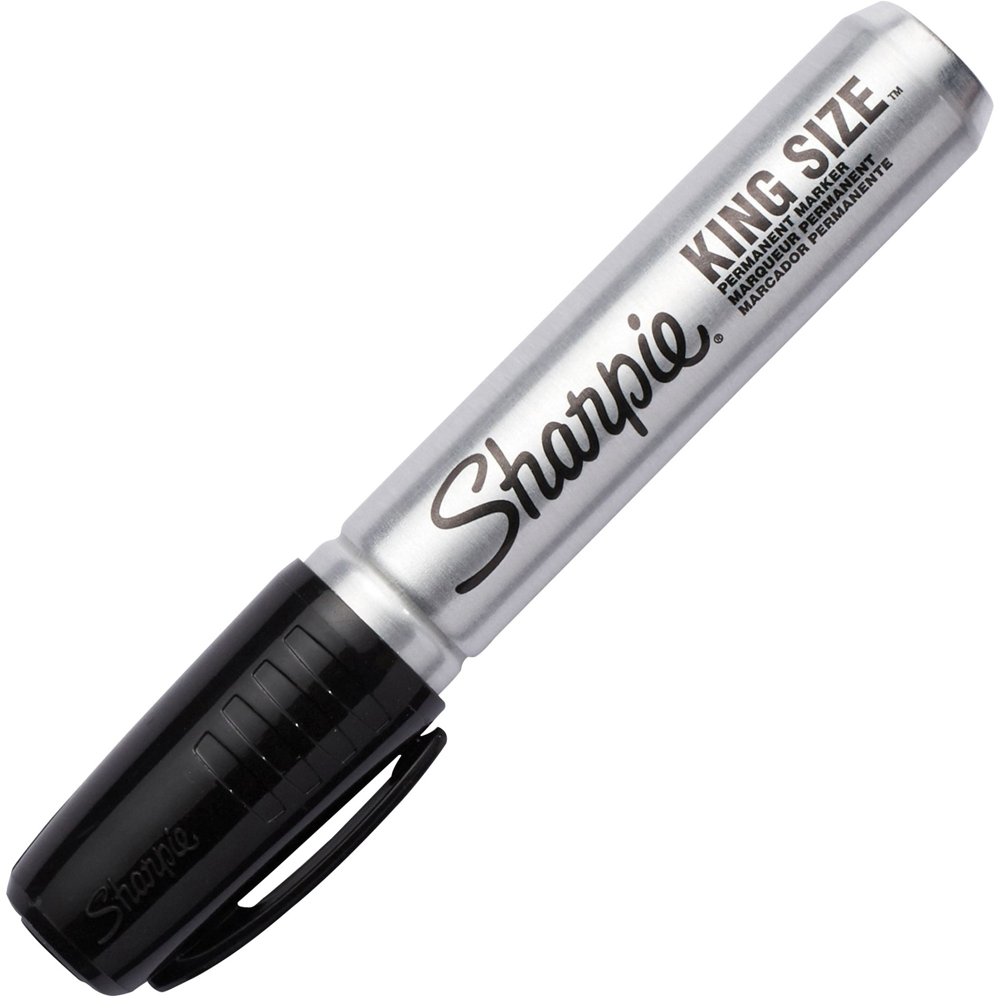 Sharpie®
KING SIZE™
PERMANENT MARKER
MARQUEUR PERMANENT
MARCADOR PERMANENTE
Sharpie